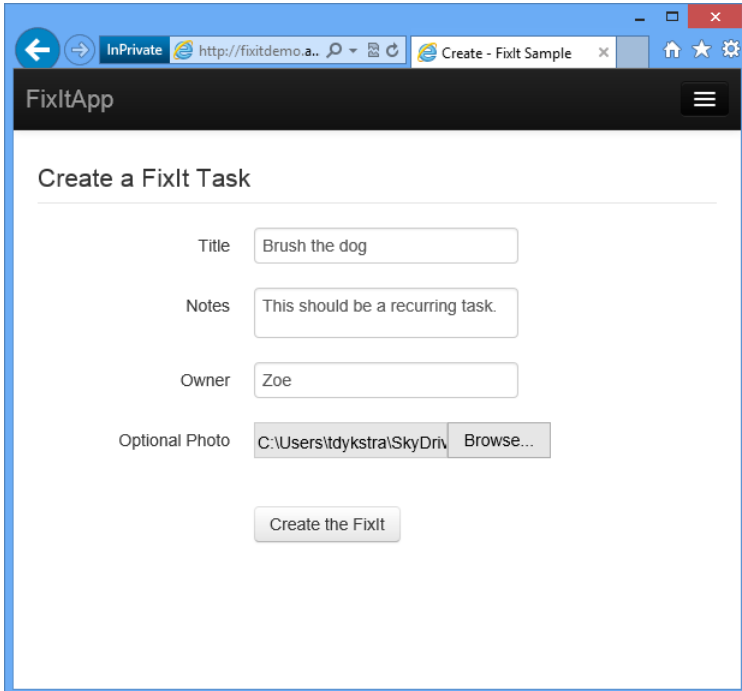 InPrivate http://fixitdemo.a.. Create - FixIt Sample
FixItApp
Create a FixIt Task
Title Brush the dog
Notes This should be a recurring task.
Owner Zoe
Optional Photo C:\Users\tdykstra\SkyDriv Browse...
Create the FixIt